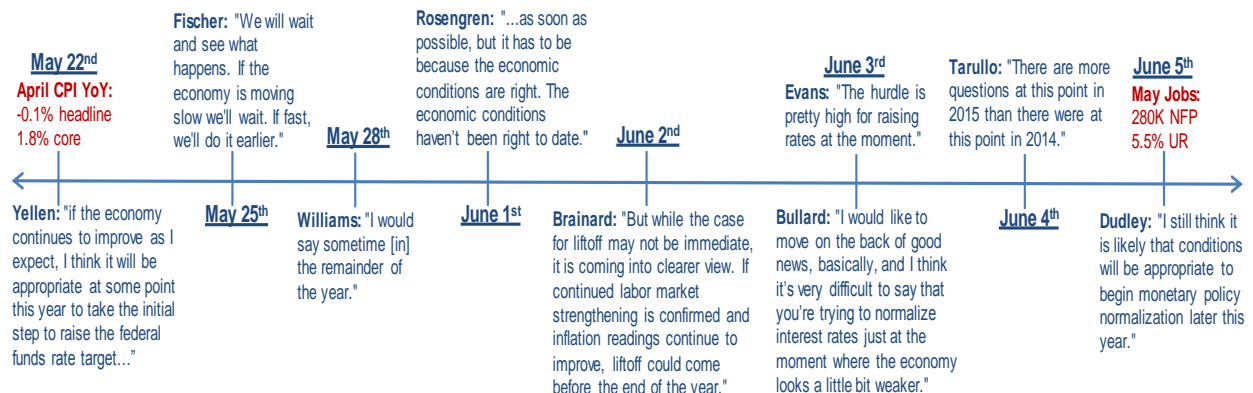 May 22nd
April CPI YoY:
-0.1% headline
1.8% core
Yellen: "if the economy
continues to improve as I
expect, I think it will be
appropriate at some point
this year to take the initial
step to raise the federal
funds rate target…”
Fischer: "We will wait
and see what
happens. If the
economy is moving
slow we'll wait. If fast,
we'll do it earlier."
May 25th
May 28th
Williams: "I would
say sometime [in]
the remainder of
the year."
Rosengren: "…as soon as
possible, but it has to be
because the economic
conditions are right. The
economic conditions
haven't been right to date."
June 1st
June 2nd
Brainard: "But while the case
for liftoff may not be immediate,
it is coming into clearer view. If
continued labor market
strengthening is confirmed and
inflation readings continue to
improve, liftoff could come
before the end of the year."
June 3rd
Evans: "The hurdle is
pretty high for raising
rates at the moment."
Bullard: "I would like to
move on the back of good
news, basically, and I think
it’s very difficult to say that
you’re trying to normalize
interest rates just at the
moment where the economy
looks a little bit weaker."
Tarullo: "There are more
questions at this point in
2015 than there were at
this point in 2014."
June 4th
June 5th
May Jobs:
280K NFP
5.5% UR
Dudley: "I still think it
is likely that conditions
will be appropriate to
begin monetary policy
normalization later this
year."